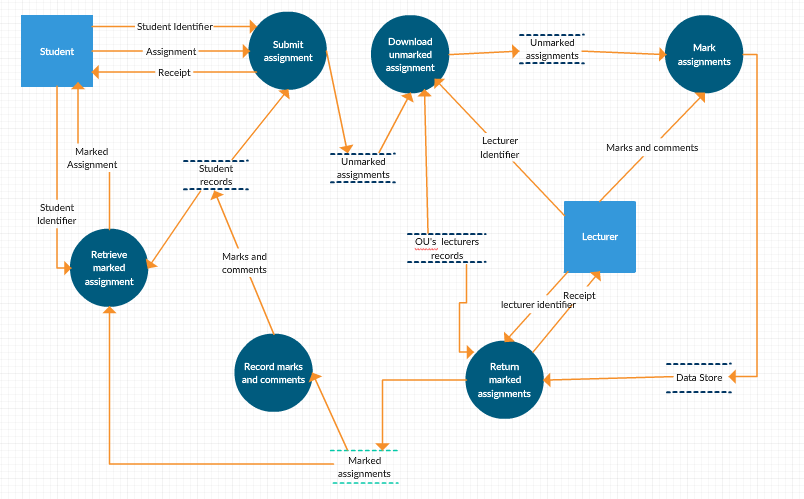 Student Identifier
Student
Assignment
Receipt
Submit
assignment
Download
unmarked
assignment
Unmarked
assignments
Mark
assignments
Marked
Assignment
Student
records
Unmarked
assignments
Lecturer
Identifier
Marks and comments
Student
Identifier
Retrieve
marked
assignment
Marks and
comments
OU's lecturers
records
Lecturer
Receipt
lecturer identifier
Record marks
and comments
Return
marked
assignments
Data Store
Marked
assignments